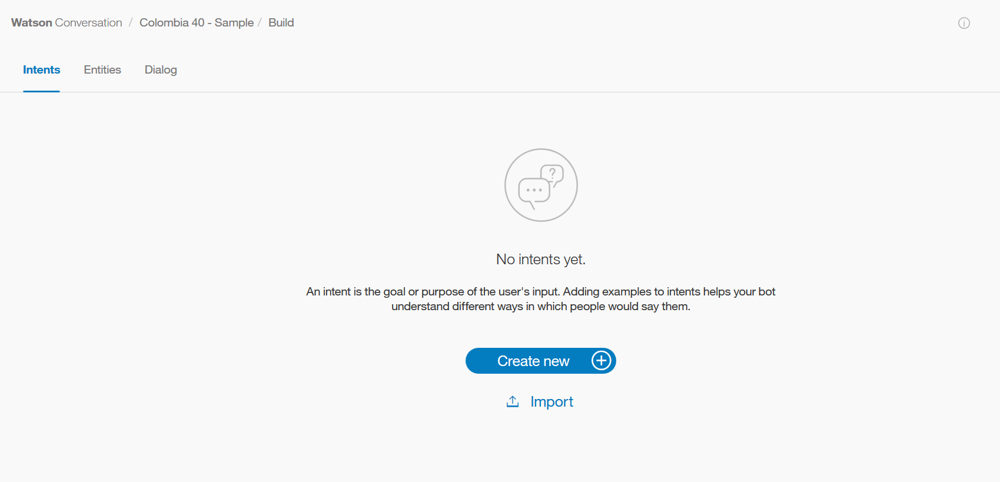 Watson Conversation / Colombia 40 - Sample / Build
Intents Entities Dialog
?
No intents yet.
An intent is the goal or purpose of the user's input. Adding examples to intents helps your bot
understand different ways in which people would say them.
Create new
Import